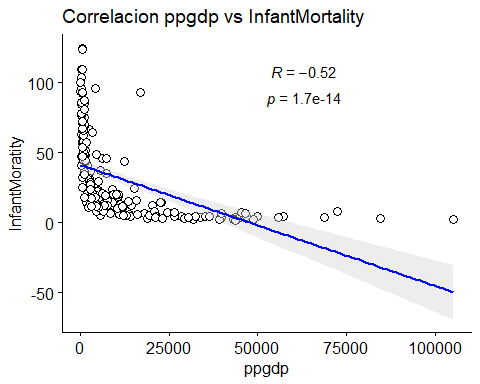 Correlacion ppgdp vs InfantMortality
R = −0.52
p = 1.7e-14
InfantMoratity
100
50
0
-50
0 25000 50000 75000 100000
ppgdp